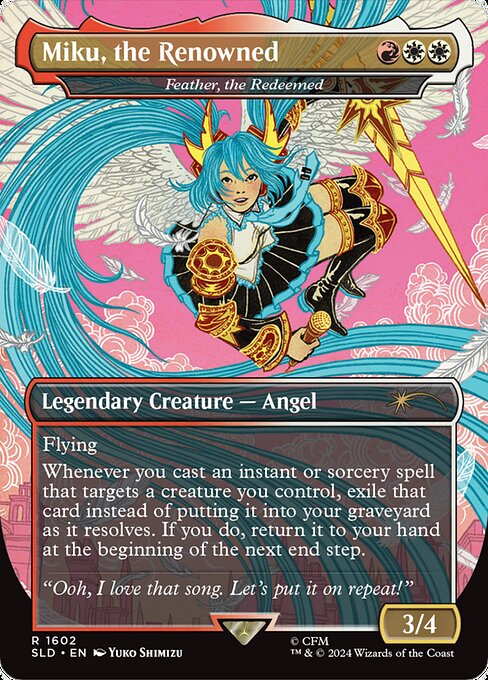 Miku, the Renowned
Feather, the Redeemed
Legendary Creature — Angel
Flying
Whenever you cast an instant or sorcery spell
that targets a creature you control, exile that
card instead of putting it into your graveyard
as it resolves. If you do, return it to your hand
at the beginning of the next end step.
“Ooh, I love that song. Let’s put it on repeat!”
3/4
R 1602
SLD • EN Yuko Shimizu
© CFM
™ & © 2024 Wizards of the Coast